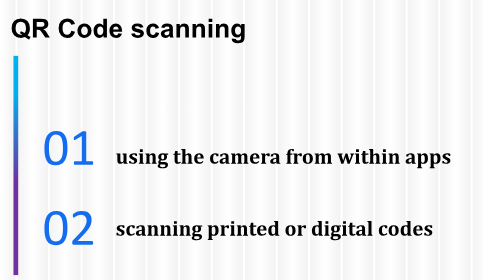 QR Code scanning
01 using the camera from within apps
02 scanning printed or digital codes